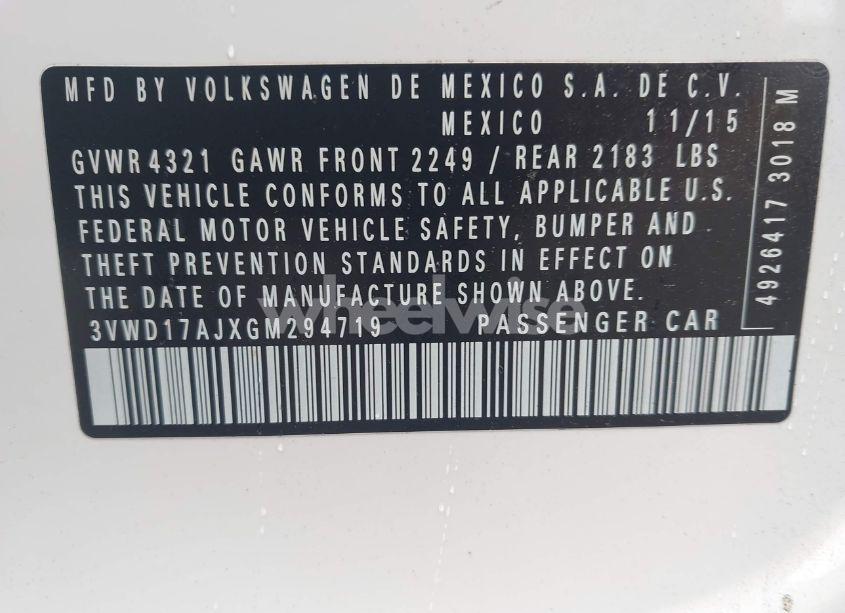 MFD BY VOLKSWAGEN DE MEXICO S.A. DE C.V.
MEXICO 11/15
GVWR 4321 GAWR FRONT 2249 / REAR 2183 LBS
THIS VEHICLE CONFORMS TO ALL APPLICABLE U.S.
FEDERAL MOTOR VEHICLE SAFETY, BUMPER AND
THEFT PREVENTION STANDARDS IN EFFECT ON
THE DATE OF MANUFACTURE SHOWN ABOVE.
3VWD17AJXGM294719 PASSENGER CAR
4926417 3018 M
wheelwise